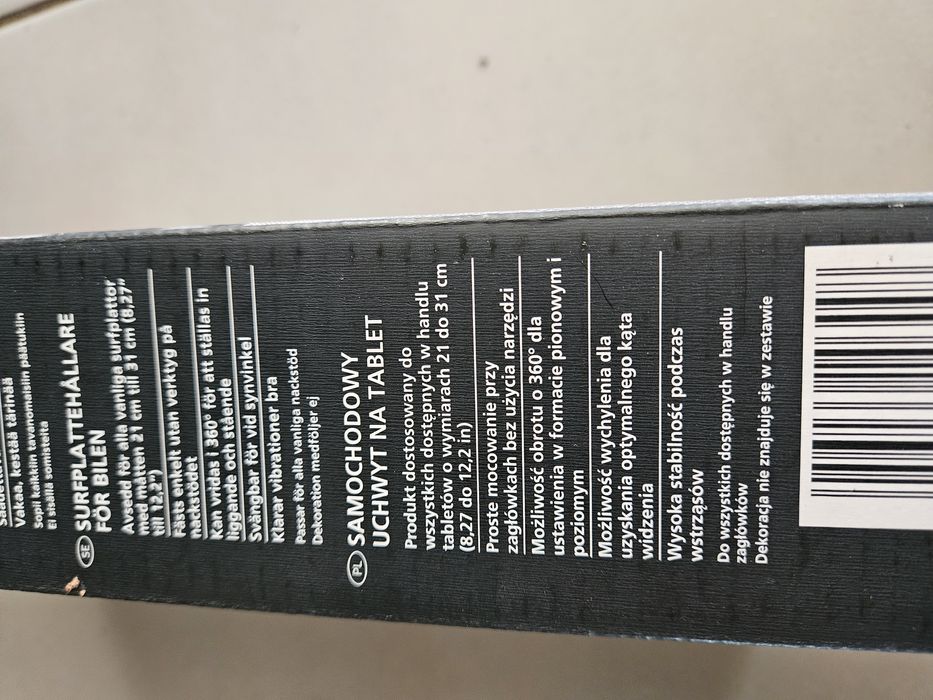 Vakaa, kestää tärinää
Sopii kaikkiin tavanomaisiin päätukiin
Ei sisällä somisteita
SE SURFPLATTEHÅLLARE
FÖR BILEN
Avsedd för alla vanliga surfplattor
med måtten 21 cm till 31 cm (8,27”
till 12,2”)
Fästs enkelt utan verktyg på
nackstödet
Kan vridas i 360° för att ställas in
liggande och stående
Svängbar för vid synvinkel
Klarar vibrationer bra
Passar för alla vanliga nackstöd
Dekoration medföljer ej
PL SAMOCHODOWY
UCHWYT NA TABLET
Produkt dostosowany do
wszystkich dostępnych w handlu
tabletów o wymiarach 21 do 31 cm
(8,27 do 12,2 in)
Proste mocowanie przy
zagłówkach bez użycia narzędzi
Możliwość obrotu o 360° dla
ustawienia w formacie pionowym i
poziomym
Możliwość wychylenia dla
uzyskania optymalnego kąta
widzenia
Wysoka stabilność podczas
wstrząsów
Do wszystkich dostępnych w handlu
zagłówków
Dekoracja nie znajduje się w zestawie